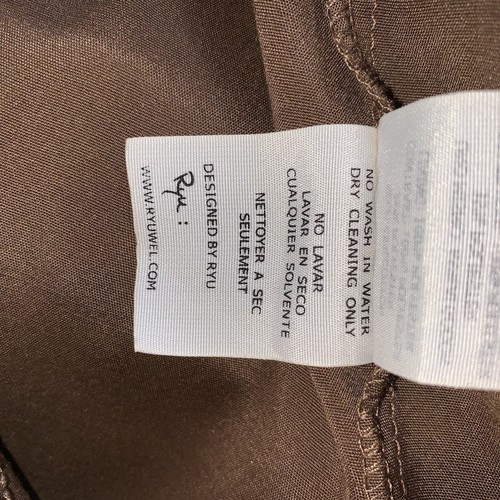 NO WASH IN WATER
DRY CLEANING ONLY
NO LAVAR
LAVAR EN SECO
CUALQUIER SOLVENTE
NETTOYER A SEC
SEULEMENT
DESIGNED BY RYU
Ryu :
WWW.RYUWEL.COM